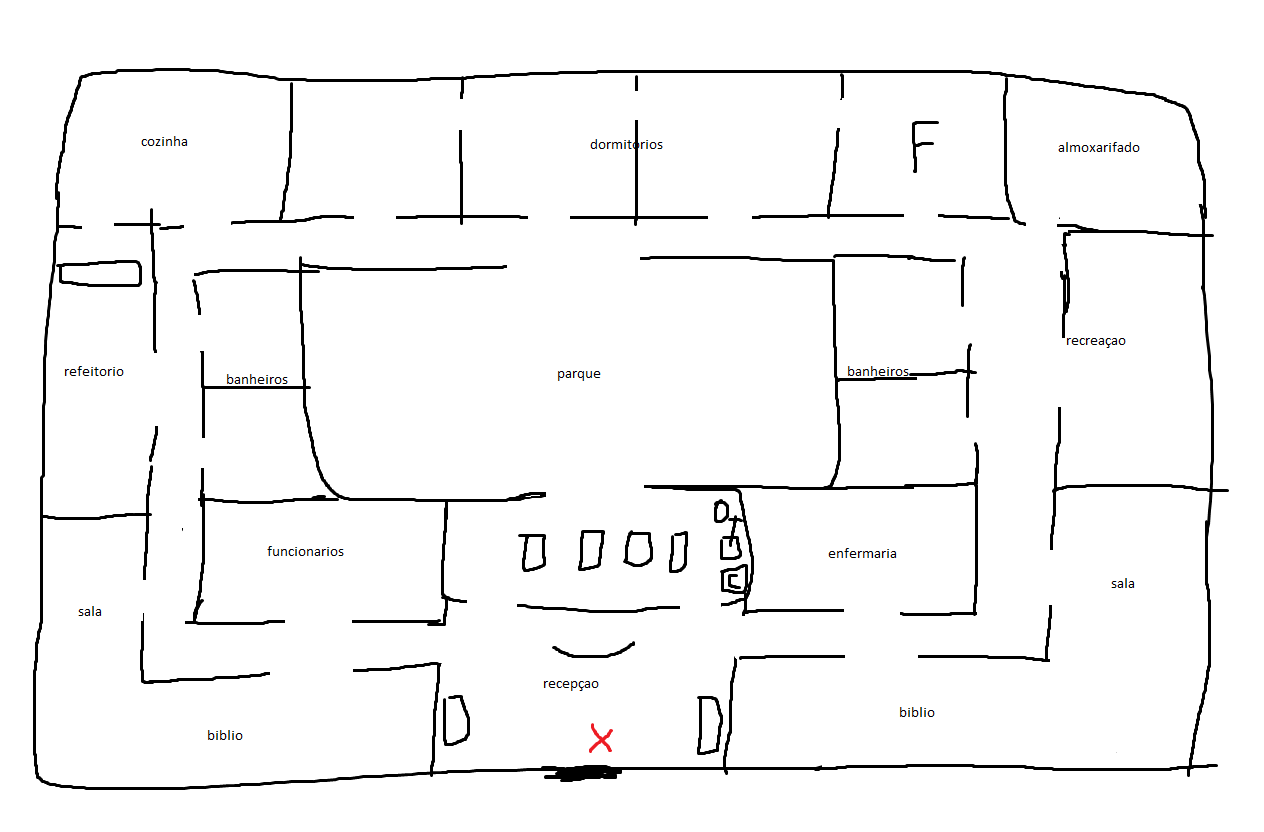 cozinha
dormitorios
F
almoxarifado
refeitorio
banheiros
parque
banheiros
recreaçao
funcionarios
enfermaria
sala
sala
recepçao
X
biblio
biblio